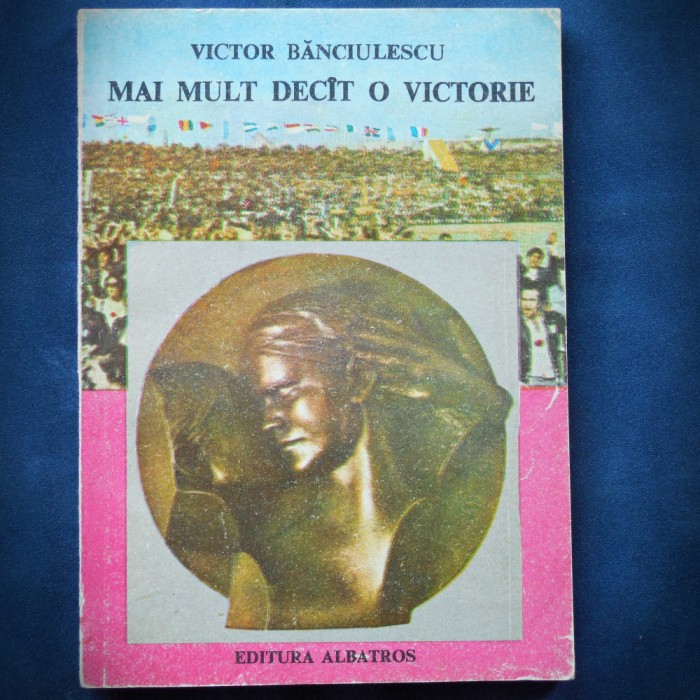 VICTOR BĂNCIULESCU
MAI MULT DECÎT O VICTORIE
EDITURA ALBATROS